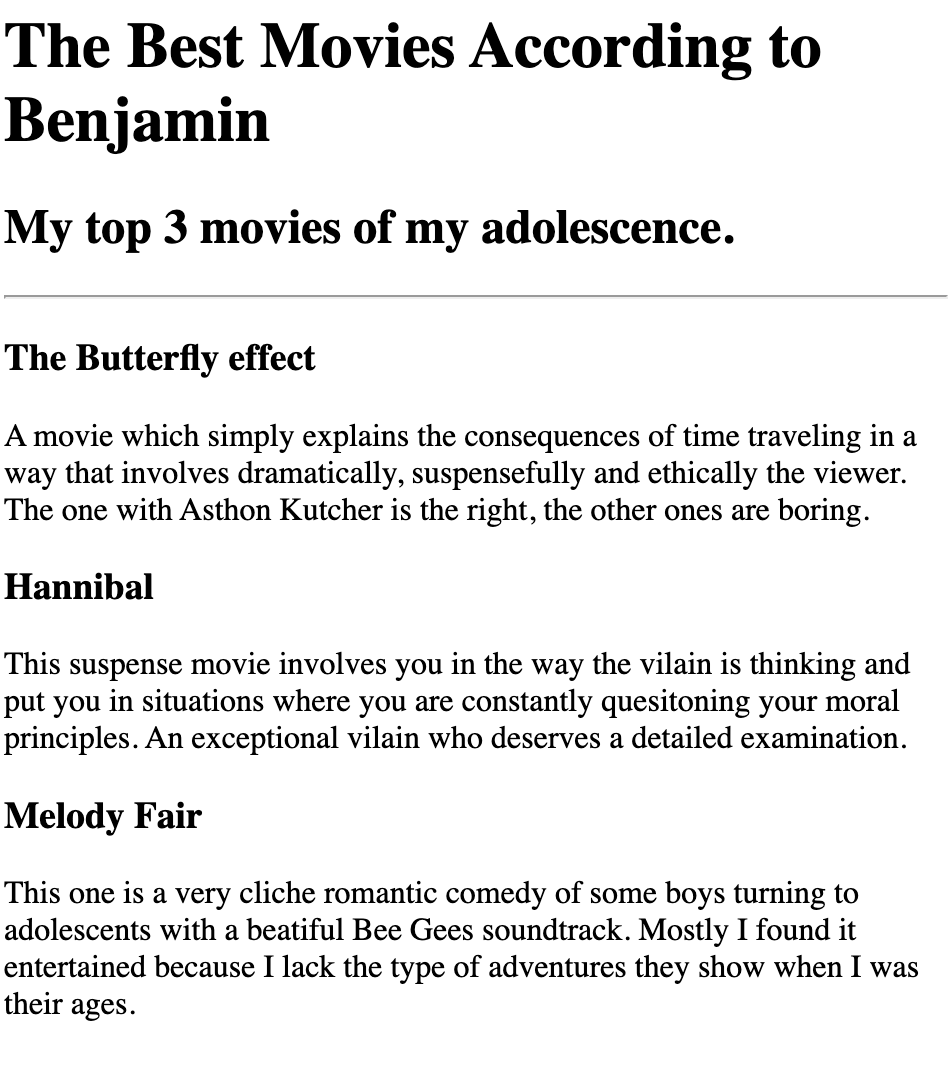 The Best Movies According to
Benjamin
My top 3 movies of my adolescence.
The Butterfly effect
A movie which simply explains the consequences of time traveling in a
way that involves dramatically, suspensefully and ethically the viewer.
The one with Asthon Kutcher is the right, the other ones are boring.
Hannibal
This suspense movie involves you in the way the vilain is thinking and
put you in situations where you are constantly quesitoning your moral
principles. An exceptional vilain who deserves a detailed examination.
Melody Fair
This one is a very cliche romantic comedy of some boys turning to
adolescents with a beatiful Bee Gees soundtrack. Mostly I found it
entertained because I lack the type of adventures they show when I was
their ages.